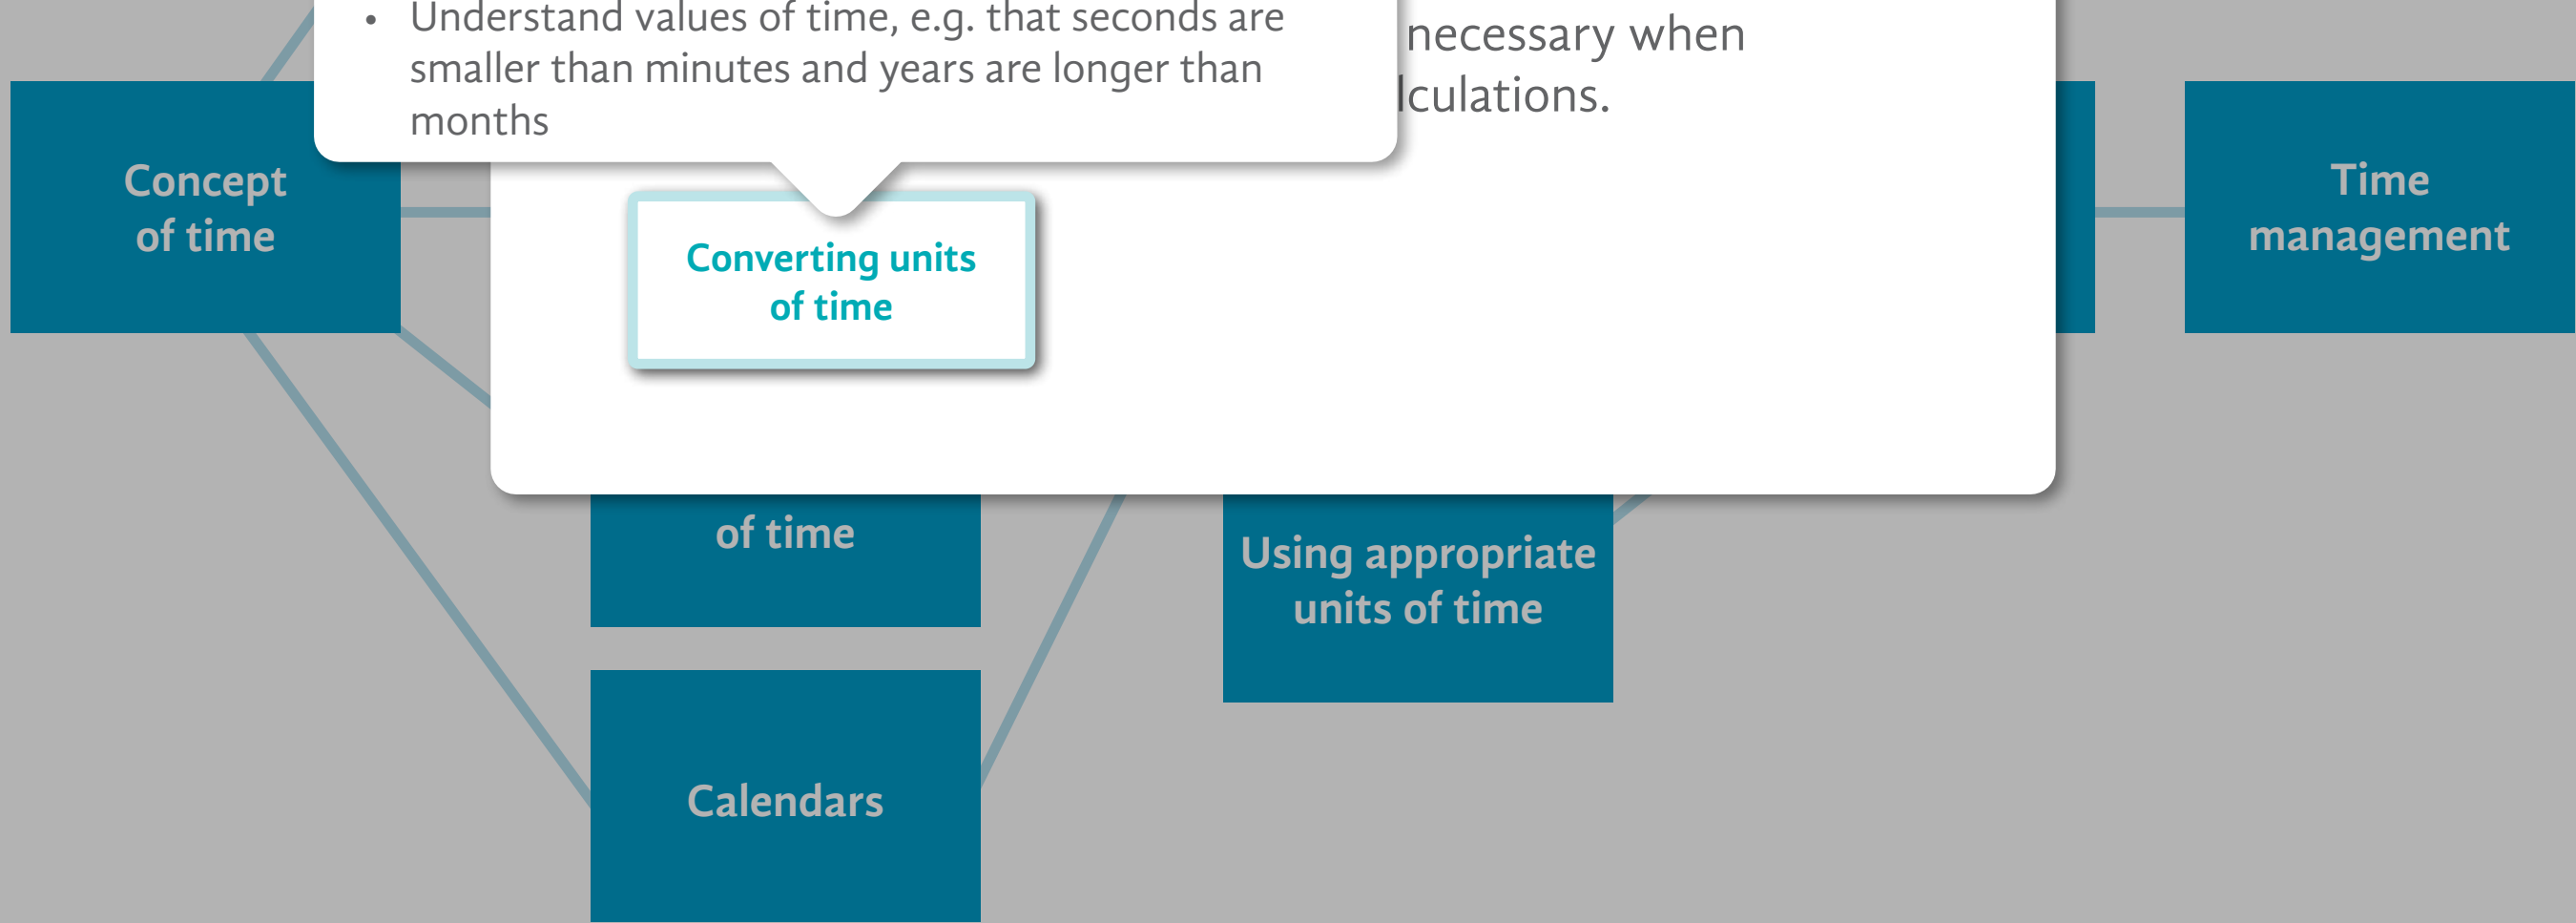 • Understand values of time, e.g. that seconds are
smaller than minutes and years are longer than
months
necessary when
lculations.
Concept
of time
Time
management
Converting units
of time
of time
Using appropriate
units of time
Calendars